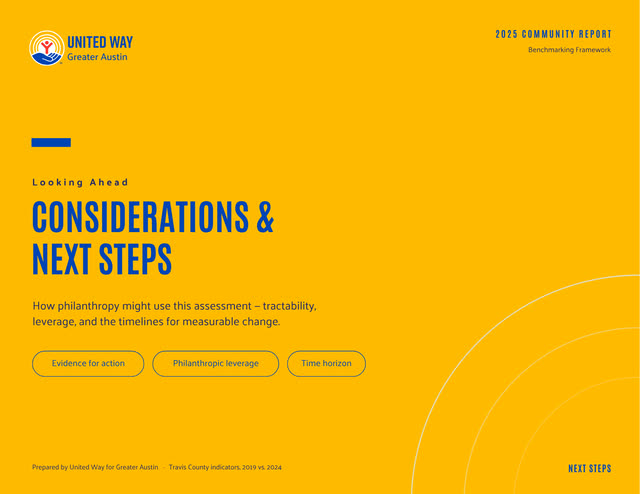 UNITED WAY
Greater Austin
2025 COMMUNITY REPORT
Benchmarking Framework
Looking Ahead
CONSIDERATIONS &
NEXT STEPS
How philanthropy might use this assessment – tractability,
leverage, and the timelines for measurable change.
Evidence for action
Philanthropic leverage
Time horizon
Prepared by United Way for Greater Austin · Travis County indicators, 2019 vs. 2024
NEXT STEPS